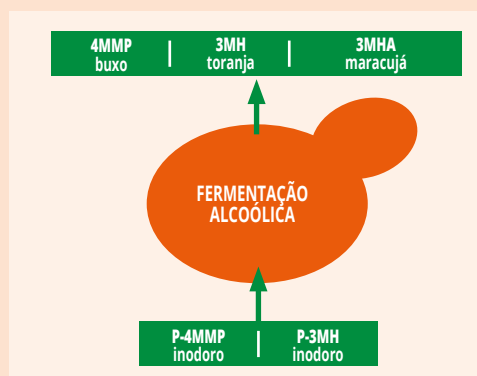 4MMP | 3MH | 3MHA
buxo toranja maracujá
FERMENTAÇÃO
ALCOÓLICA
P-4MMP | P-3MH
inodoro inodoro